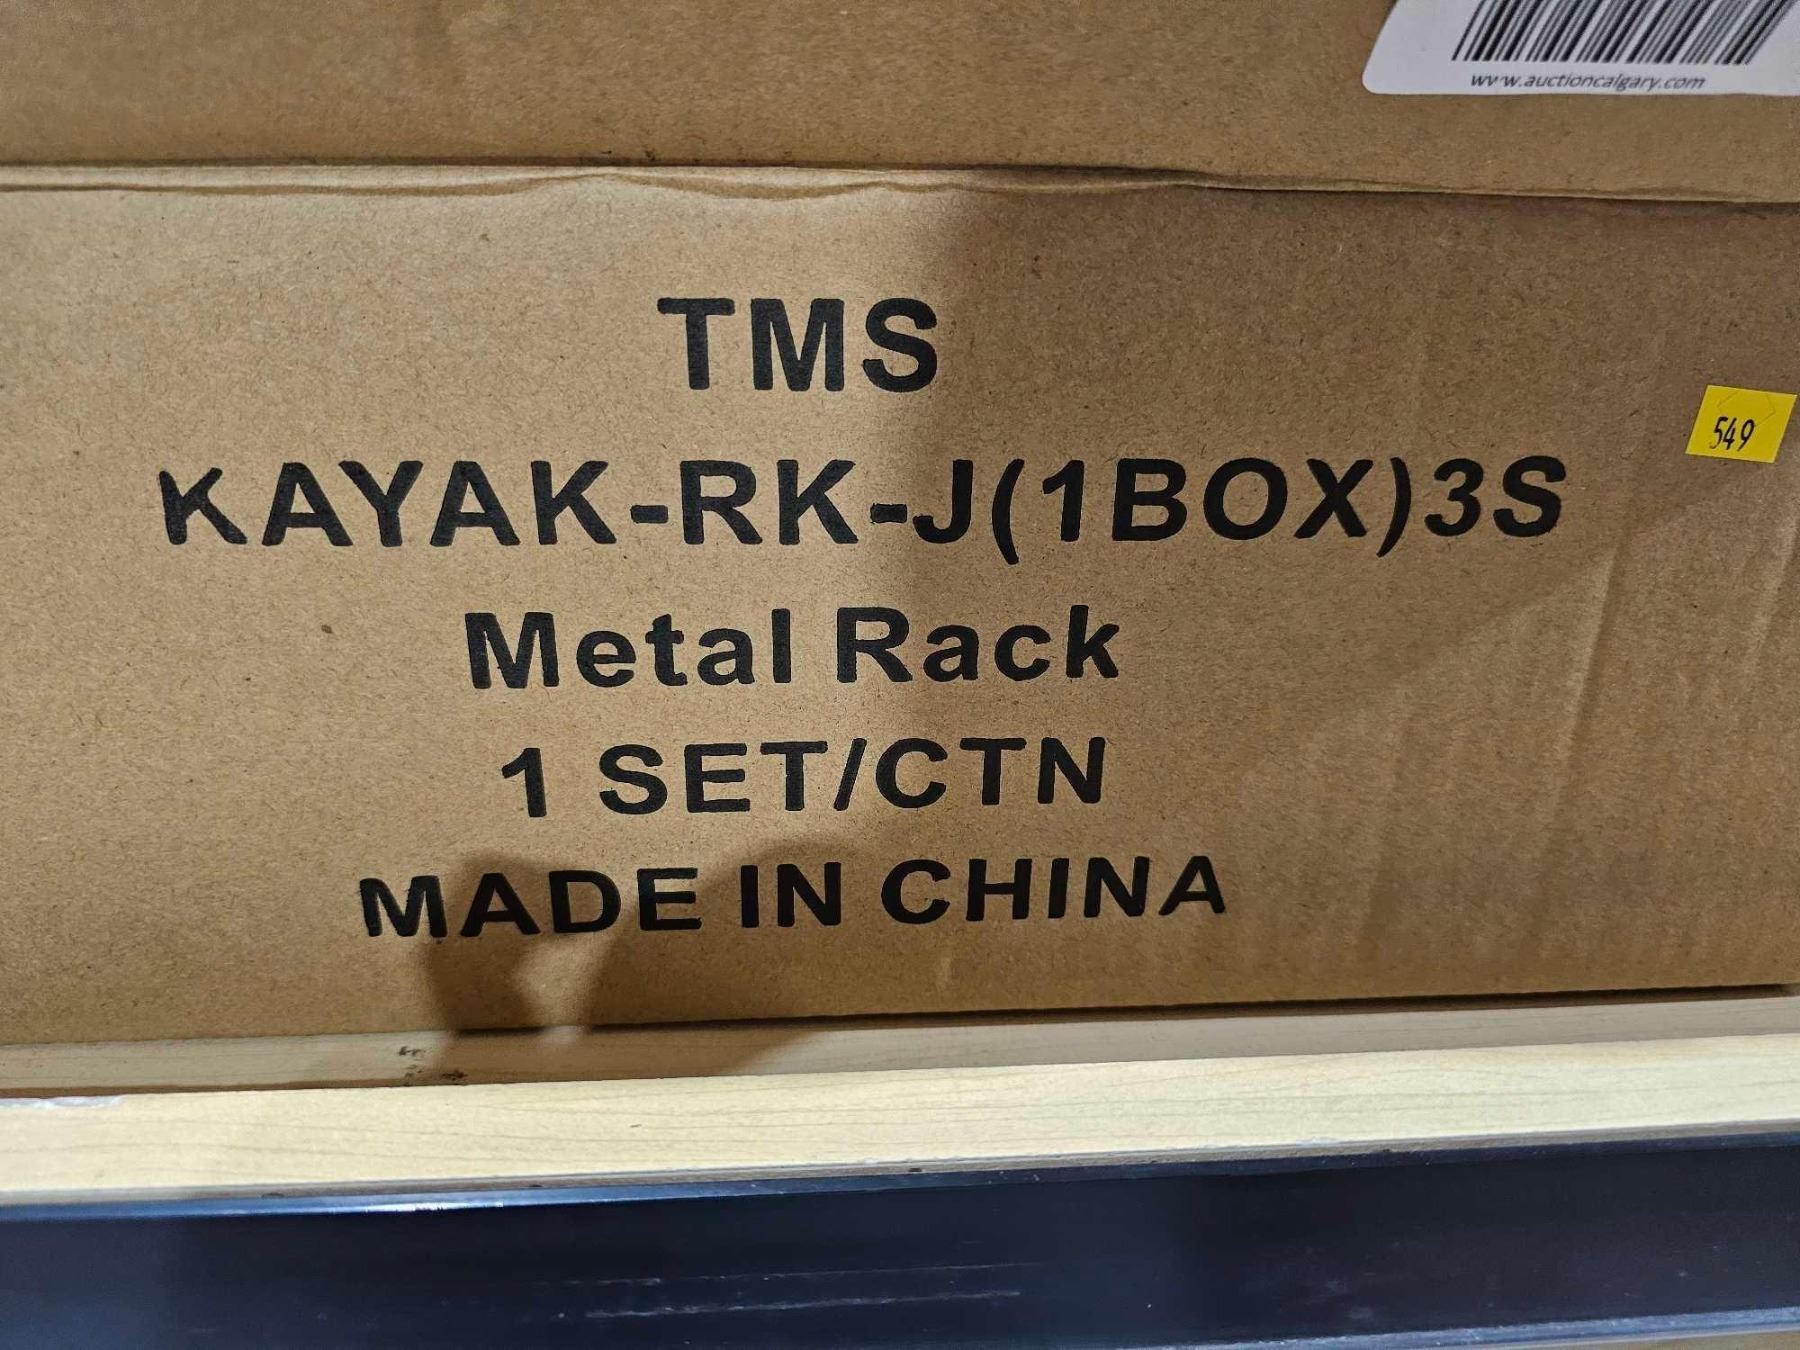 www.auctioncalgary.com
TMS
549
KAYAK-RK-J(1BOX)3S
Metal Rack
1 SET/CTN
MADE IN CHINA